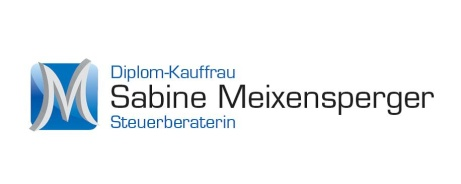 M
Diplom-Kauffrau
Sabine Meixensperger
Steuerberaterin